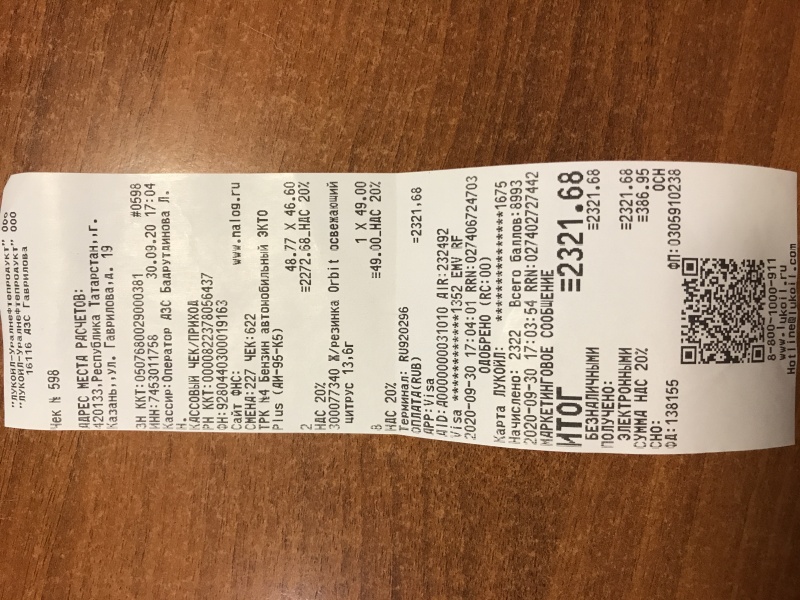 "ЛУКОЙЛ-Уралнефтепродукт" ООО
"ЛУКОЙЛ-Уралнефтепродукт" ООО
16116 АЗС Гаврилова
Чек № 598
АДРЕС МЕСТА РАСЧЕТОВ:
420133,Республика Татарстан,,г.
Казань,,ул. Гаврилова,д. 19
ЗН ККТ:0507680029000381 #0598
ИНН:7453011758 30.09.20 17:04
Кассир:Оператор АЗС Бадрутдинова Л.
Н.
КАССОВЫЙ ЧЕК/ПРИХОД
РН ККТ:0000822378056437
ФН:9280440300019163
Сайт ФНС: www.nalog.ru
СМЕНА:227 ЧЕК:622
ТРК №4 Бензин автомобильный ЭКТО
Plus (АИ-95-К5)
48.77 X 46.60
2 ≡2272.68_НДС 20%
НДС 20%
300077340 Ж/резинка Orbit освежающий
цитрус 13,6г
1 X 49.00
В ≡49.00_НДС 20%
НДС 20%
Терминал: RU920296
ОПЛАТА(RUB) =2321,68
APP:Visa
AID:A0000000031010 AIR:232492
Visa ************1352 EMV RF
2020-09-30 17:04:01 RRN:027406724703
ОДОБРЕНО (RC:00)
Карта ЛУКОЙЛ:**************1675
Начислено: 2322 Всего баллов:8993
2020-09-30 17:03:54 RRN:027402727442
МАРКЕТИНГОВОЕ СООБЩЕНИЕ
ИТОГ ≡2321.68
БЕЗНАЛИЧНЫМИ ≡2321.68
ПОЛУЧЕНО:
ЭЛЕКТРОННЫМИ ≡2321.68
СУММА НДС 20% ≡386.95
СНО: ОСН
ФД:138155 ФП:0305910238
8-800-1000-911
www.lukoil.ru
Hotline@lukoil.com